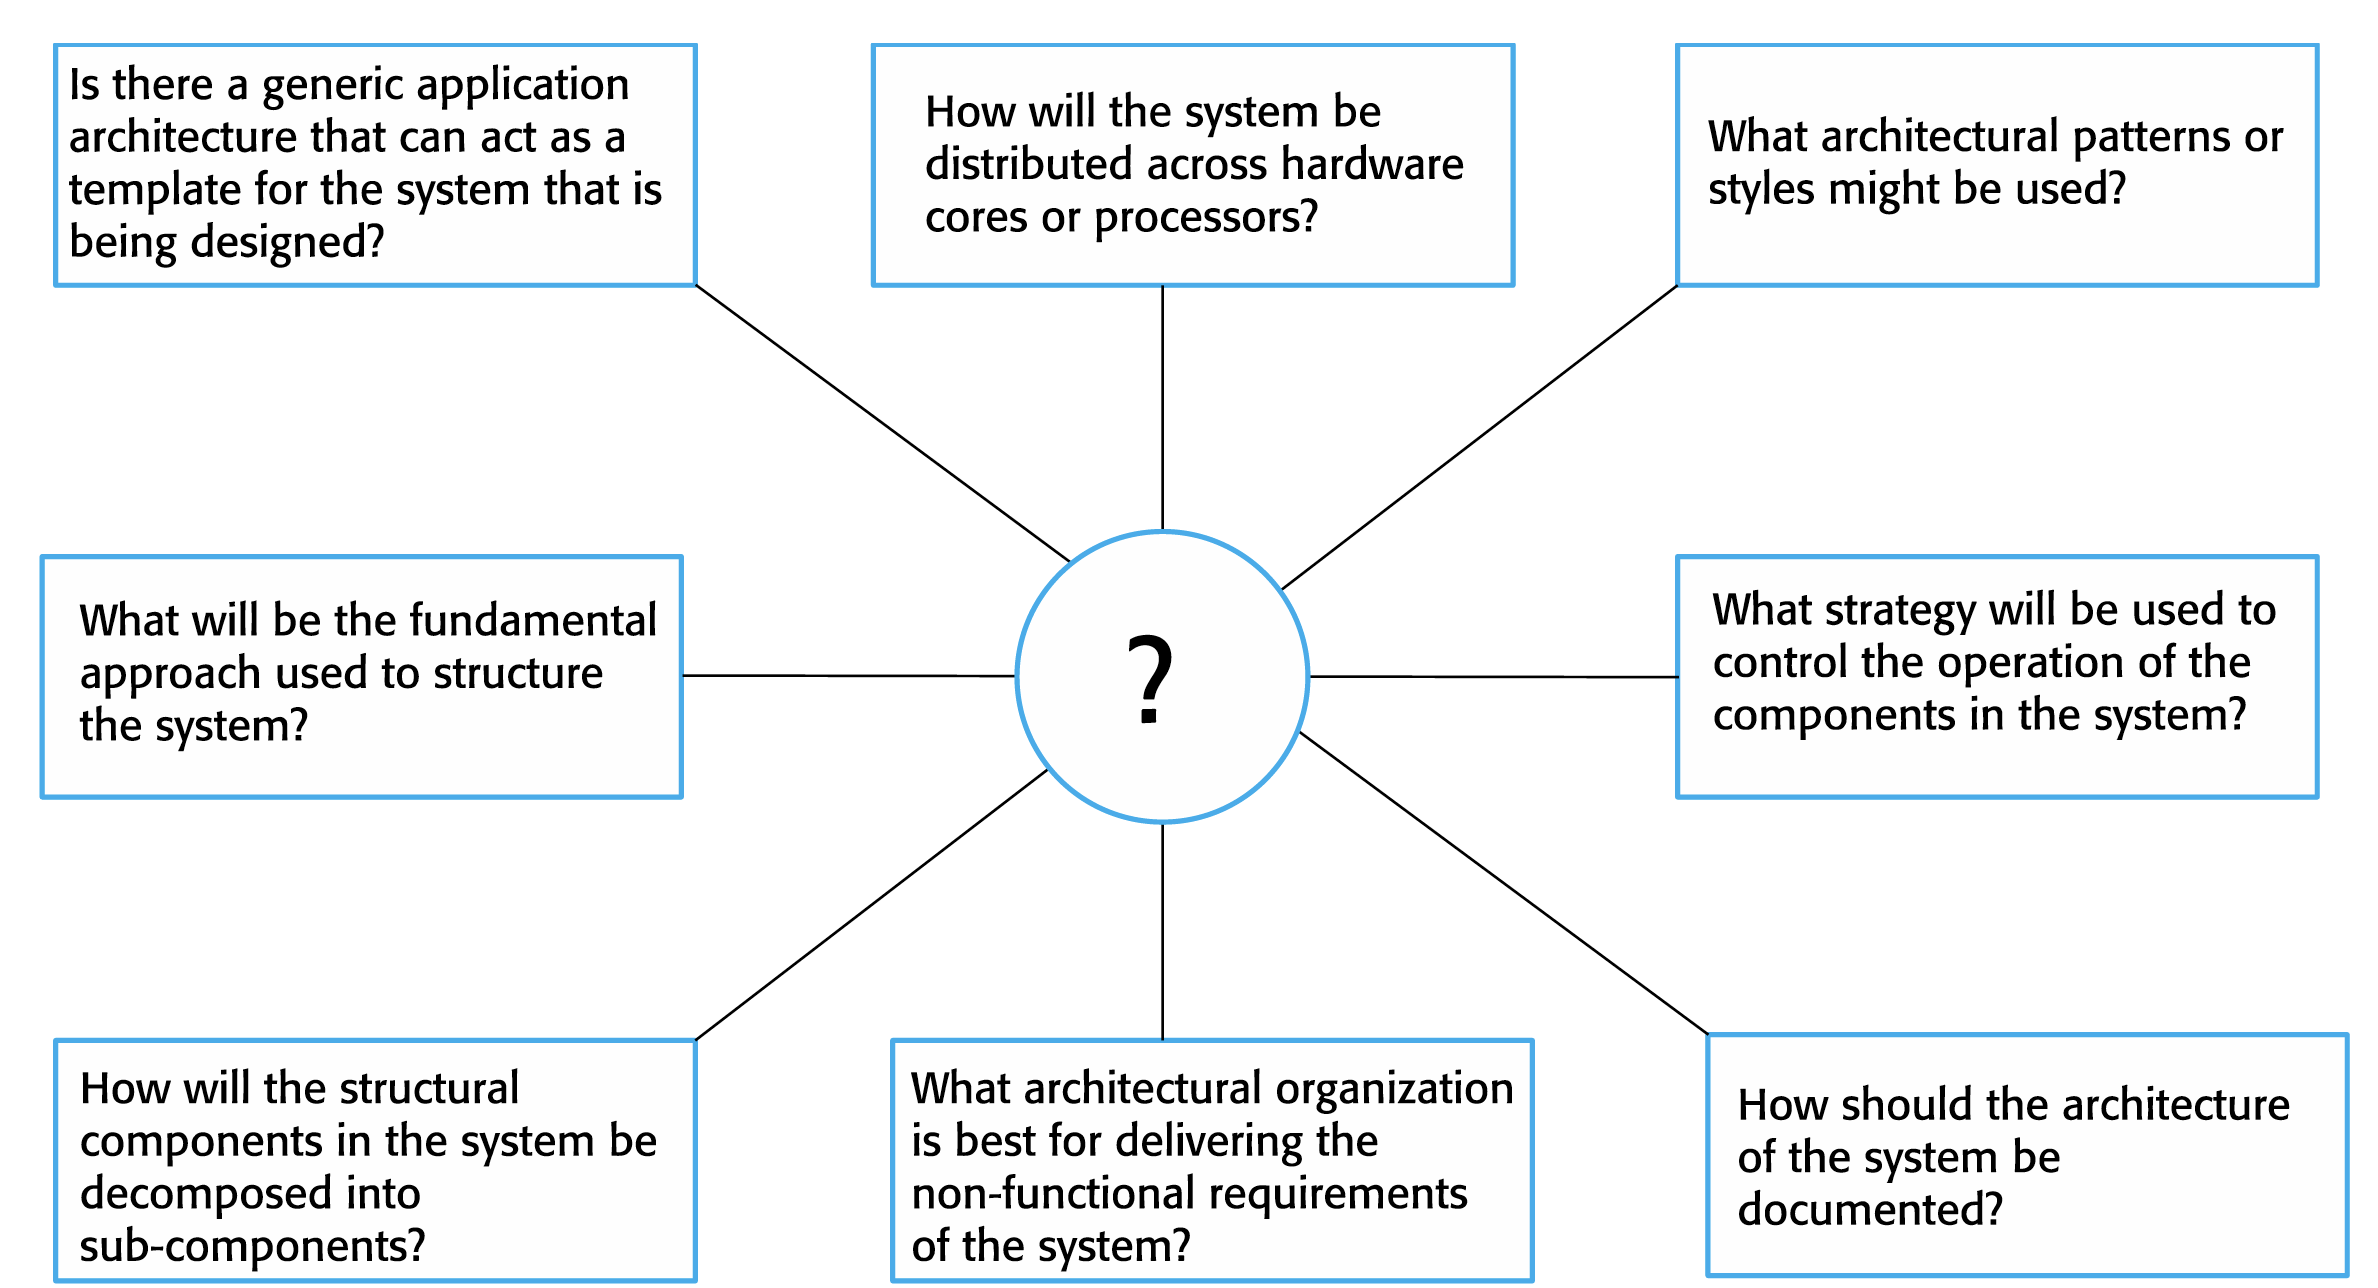 Is there a generic application
architecture that can act as a
template for the system that is
being designed?
How will the system be
distributed across hardware
cores or processors?
What architectural patterns or
styles might be used?
What will be the fundamental
approach used to structure
the system?
?
What strategy will be used to
control the operation of the
components in the system?
How will the structural
components in the system be
decomposed into
sub-components?
What architectural organization
is best for delivering the
non-functional requirements
of the system?
How should the architecture
of the system be
documented?